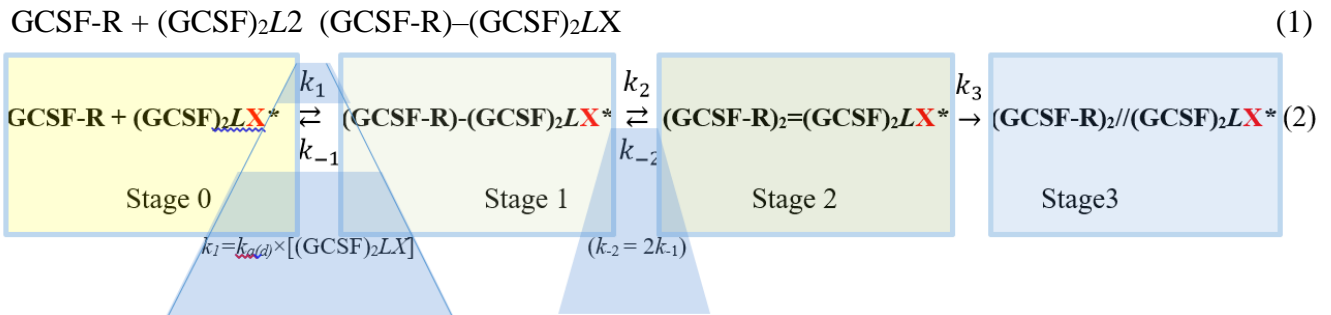 GCSF-R + (GCSF)₂L2 (GCSF-R)–(GCSF)₂LX (1)
GCSF-R + (GCSF)₂LX* k₁ ⇄ k₋₁ (GCSF-R)-(GCSF)₂LX* k₂ ⇄ k₋₂ (GCSF-R)₂=(GCSF)₂LX* k₃ → (GCSF-R)₂//(GCSF)₂LX* (2)
Stage 0 Stage 1 Stage 2 Stage3
k₁=kₐ(d)×[(GCSF)₂LX] (k₋₂ = 2k₋₁)